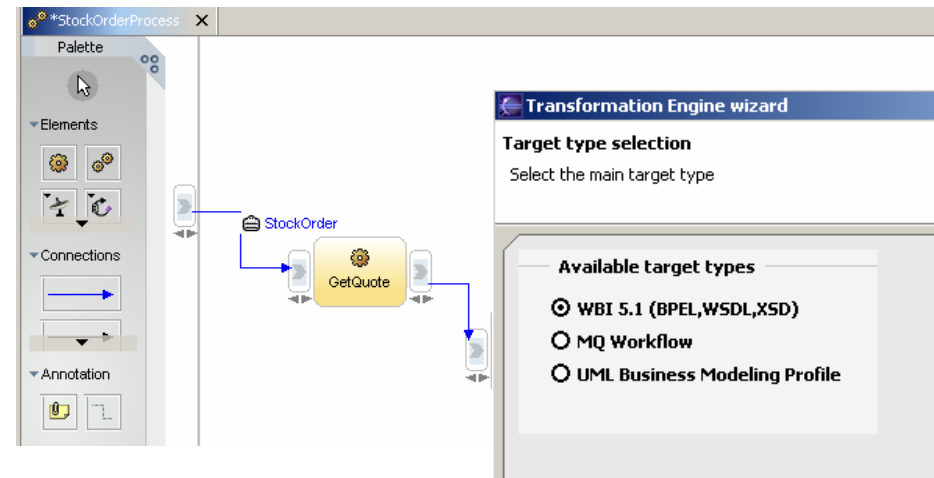 *StockOrderProcess X
Palette
Elements
Connections
Annotation
StockOrder
GetQuote
Transformation Engine wizard
Target type selection
Select the main target type
Available target types
WBI 5.1 (BPEL,WSDL,XSD)
MQ Workflow
UML Business Modeling Profile